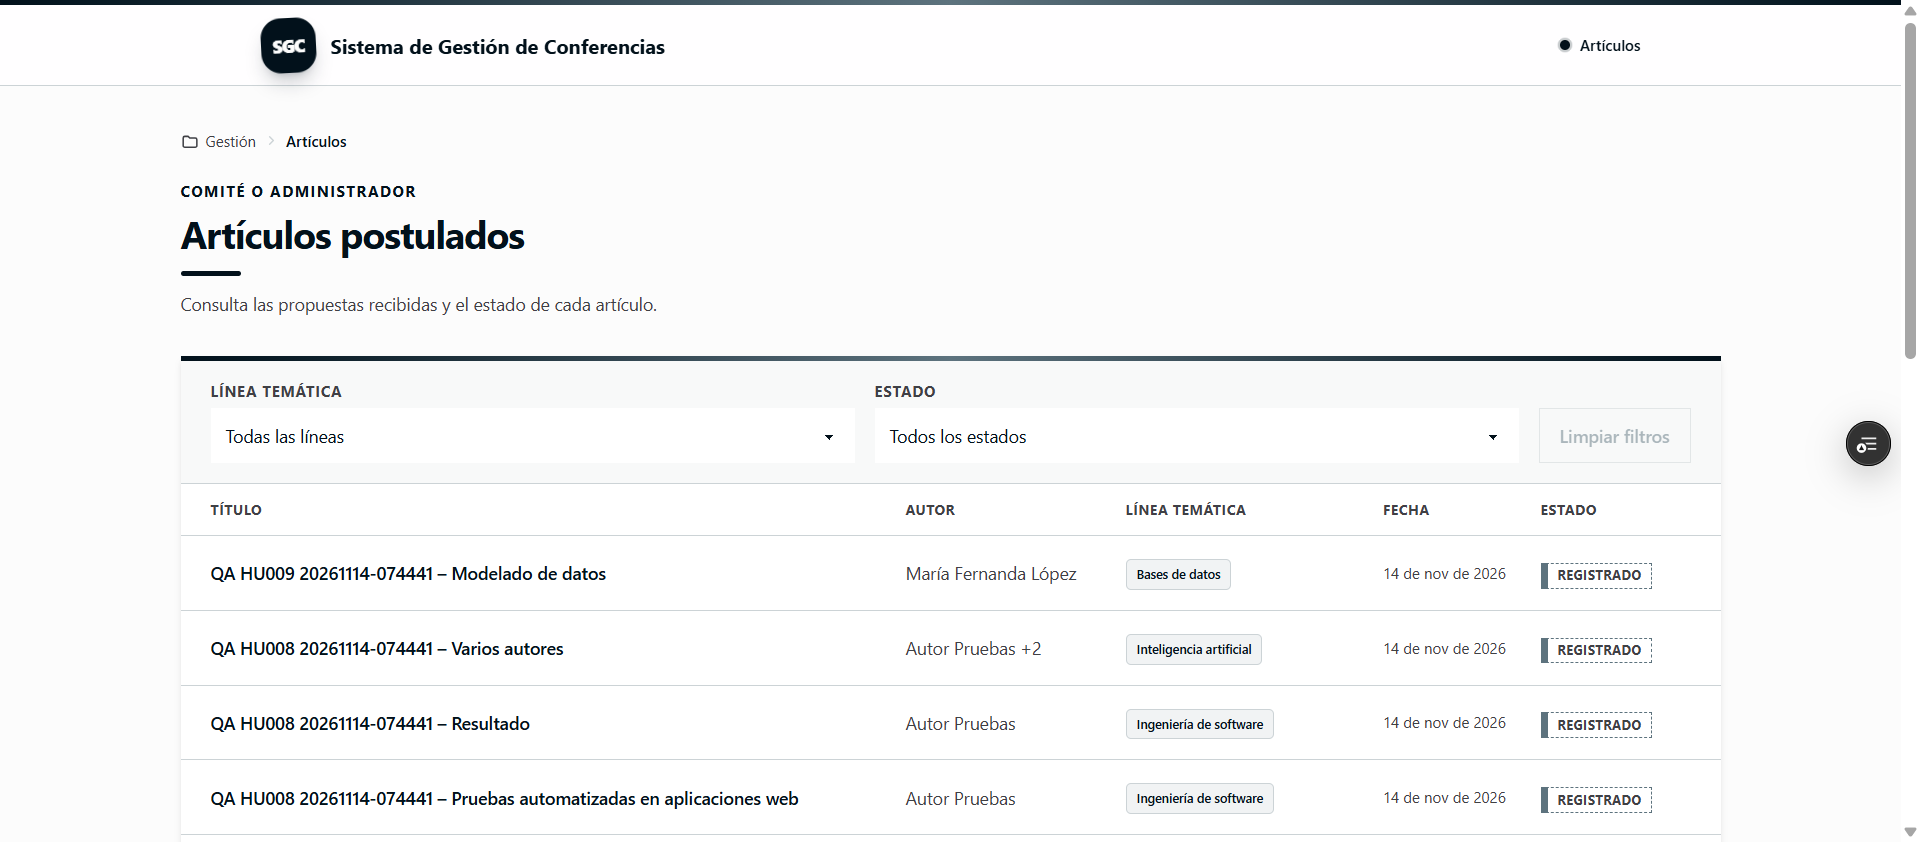 SGC Sistema de Gestión de Conferencias Artículos
Gestión > Artículos
COMITÉ O ADMINISTRADOR
Artículos postulados
Consulta las propuestas recibidas y el estado de cada artículo.
LÍNEA TEMÁTICA ESTADO
Todas las líneas Todos los estados Limpiar filtros
TÍTULO AUTOR LÍNEA TEMÁTICA FECHA ESTADO
QA HU009 20261114-074441 – Modelado de datos María Fernanda López Bases de datos 14 de nov de 2026 REGISTRADO
QA HU008 20261114-074441 – Varios autores Autor Pruebas +2 Inteligencia artificial 14 de nov de 2026 REGISTRADO
QA HU008 20261114-074441 – Resultado Autor Pruebas Ingeniería de software 14 de nov de 2026 REGISTRADO
QA HU008 20261114-074441 – Pruebas automatizadas en aplicaciones web Autor Pruebas Ingeniería de software 14 de nov de 2026 REGISTRADO